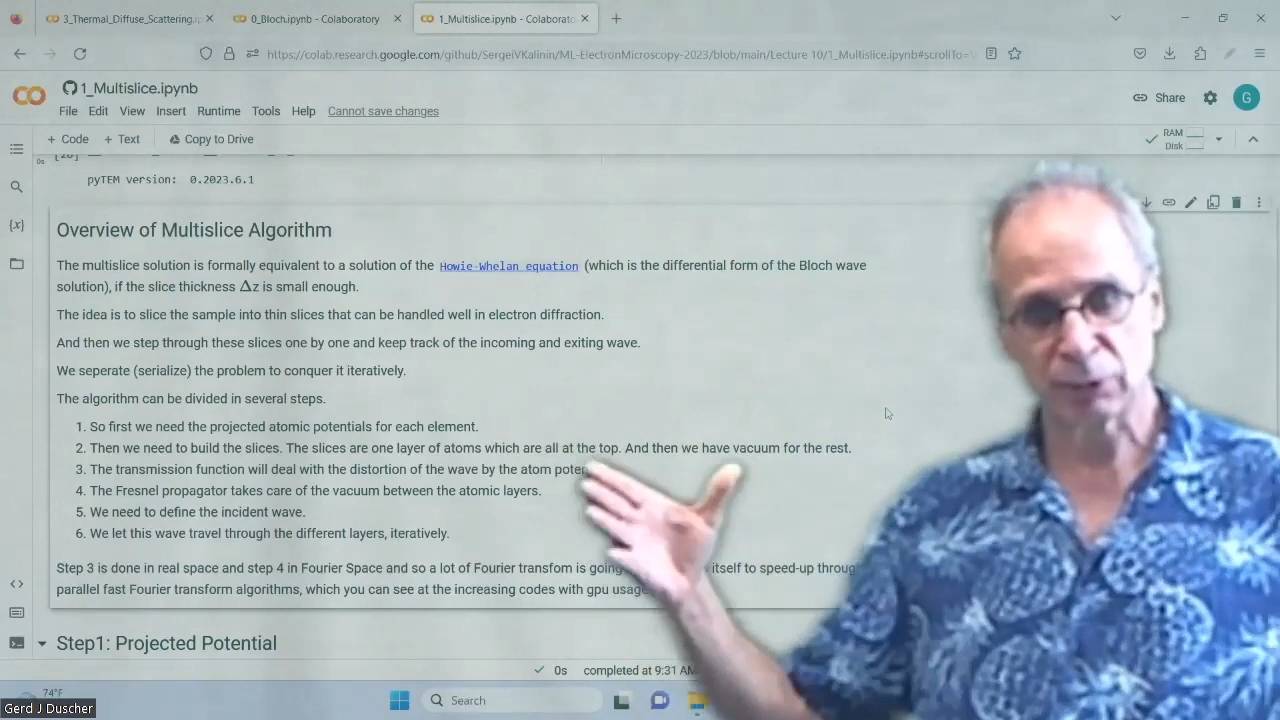 3_Thermal_Diffuse_Scattering.ip
0_Bloch.ipynb - Colaboratory
1_Multislice.ipynb - Colaborato
https://colab.research.google.com/github/SergeiVKalinin/ML-ElectronMicroscopy-2023/blob/main/Lecture 10/1_Multislice.ipynb#scrollTo=
1_Multislice.ipynb
File Edit View Insert Runtime Tools Help Cannot save changes
Share
G
+ Code + Text Copy to Drive
RAM
Disk
0s
pyTEM version: 0.2023.6.1
{x}
Overview of Multislice Algorithm
The multislice solution is formally equivalent to a solution of the Howie-Whelan equation (which is the differential form of the Bloch wave
solution), if the slice thickness Δz is small enough.
The idea is to slice the sample into thin slices that can be handled well in electron diffraction.
And then we step through these slices one by one and keep track of the incoming and exiting wave.
We seperate (serialize) the problem to conquer it iteratively.
The algorithm can be divided in several steps.
1. So first we need the projected atomic potentials for each element.
2. Then we need to build the slices. The slices are one layer of atoms which are all at the top. And then we have vacuum for the rest.
3. The transmission function will deal with the distortion of the wave by the atom poten
4. The Fresnel propagator takes care of the vacuum between the atomic layers.
5. We need to define the incident wave.
6. We let this wave travel through the different layers, iteratively.
Step 3 is done in real space and step 4 in Fourier Space and so a lot of Fourier transfom is going itself to speed-up throug
parallel fast Fourier transform algorithms, which you can see at the increasing codes with gpu usage
Step1: Projected Potential
0s completed at 9:31 AM
74°F
Search
Gerd J Duscher